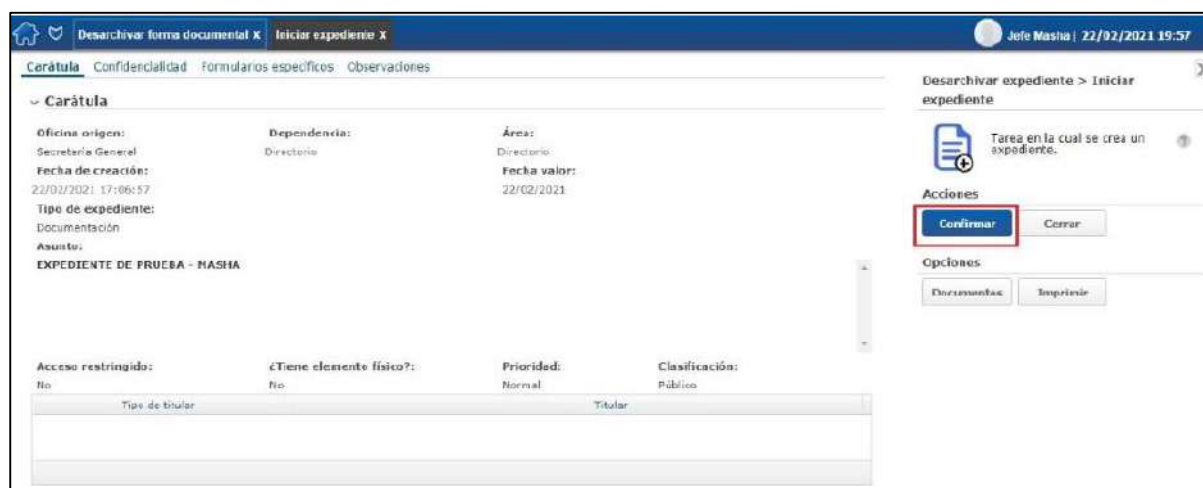 Desarchivar forma documental X Iniciar expediente X
Jefe Masha | 22/02/2021 19:57
Carátula Confidencialidad Formularios específicos Observaciones
Carátula
Oficina origen: Dependencia: Área:
Secretería General Directorio Directorio
Fecha de creación: Fecha valor:
22/02/2021 17:06:57 22/02/2021
Tipo de expediente:
Documentación
Asunto:
EXPEDIENTE DE PRUEBA - MASHA
Acceso restringido: ¿Tiene elemento físico?: Prioridad: Clasificación:
No No Normal Público
Tipo de titular Titular
Desarchivar expediente > Iniciar
expediente
Tarea en la cual se crea un
expediente.
Acciones
Confirmar Cerrar
Opciones
Documentos Imprimir